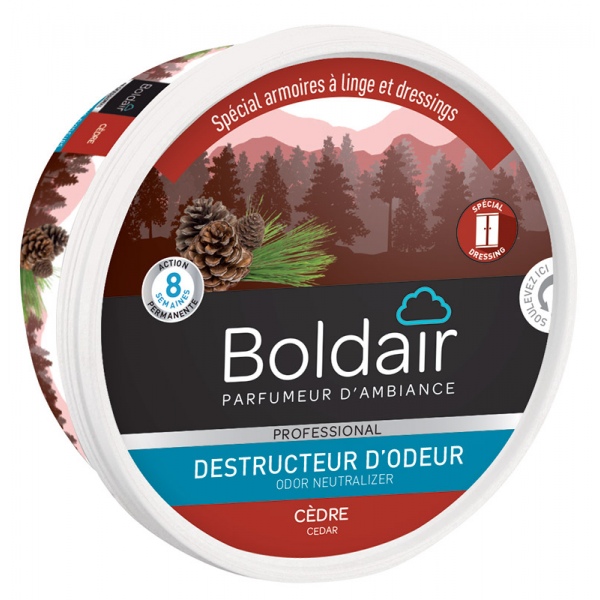 Spécial armoires à linge et dressings
SPÉCIAL
DRESSING
ACTION
8
SEMAINES
PERMANENTE
SOULEVEZ ICI
Boldair
PARFUMEUR D'AMBIANCE
PROFESSIONAL
DESTRUCTEUR D'ODEUR
ODOR NEUTRALIZER
CÈDRE
CEDAR
Boldair
CÈDRE